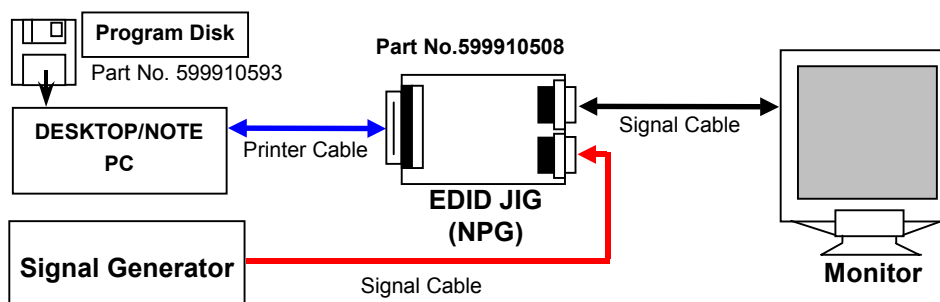 Program Disk
Part No. 599910593
Part No.599910508
DESKTOP/NOTE
PC
Printer Cable
Signal Cable
EDID JIG
(NPG)
Signal Generator
Signal Cable
Monitor